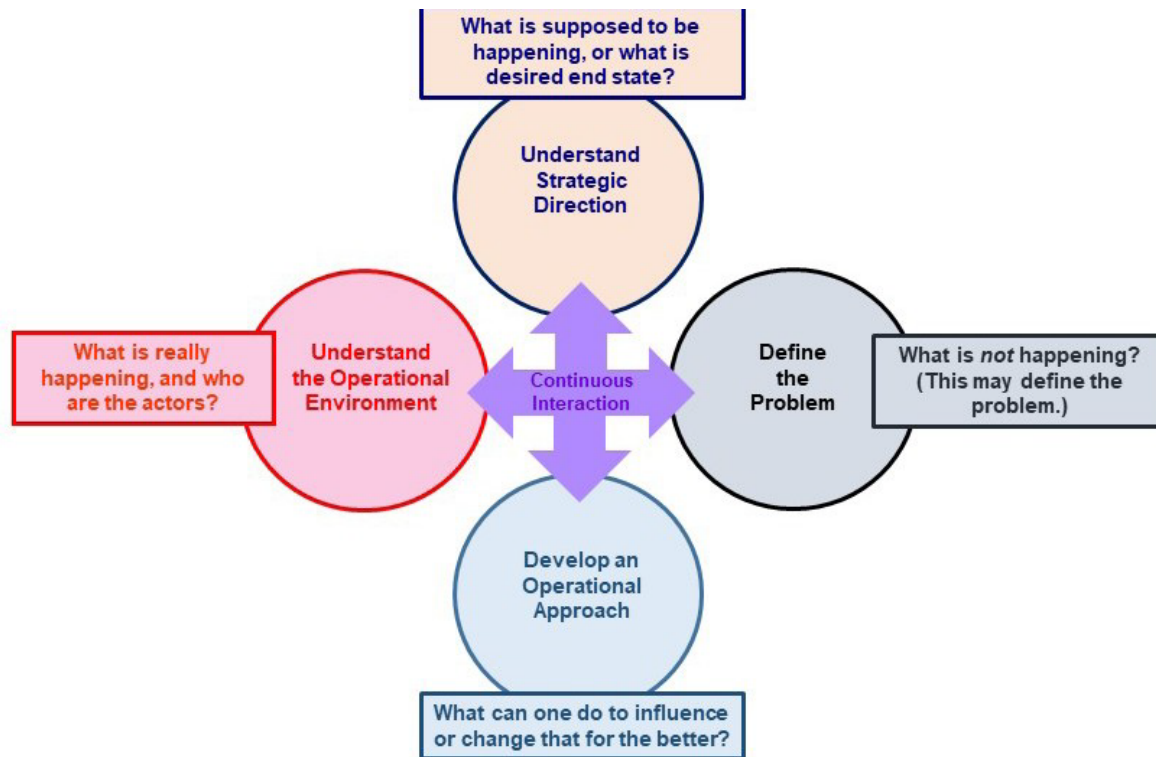 What is supposed to be
happening, or what is
desired end state?
Understand
Strategic
Direction
What is really
happening, and who
are the actors?
Understand
the Operational
Environment
Continuous
Interaction
Define
the
Problem
What is not happening?
(This may define the
problem.)
Develop an
Operational
Approach
What can one do to influence
or change that for the better?